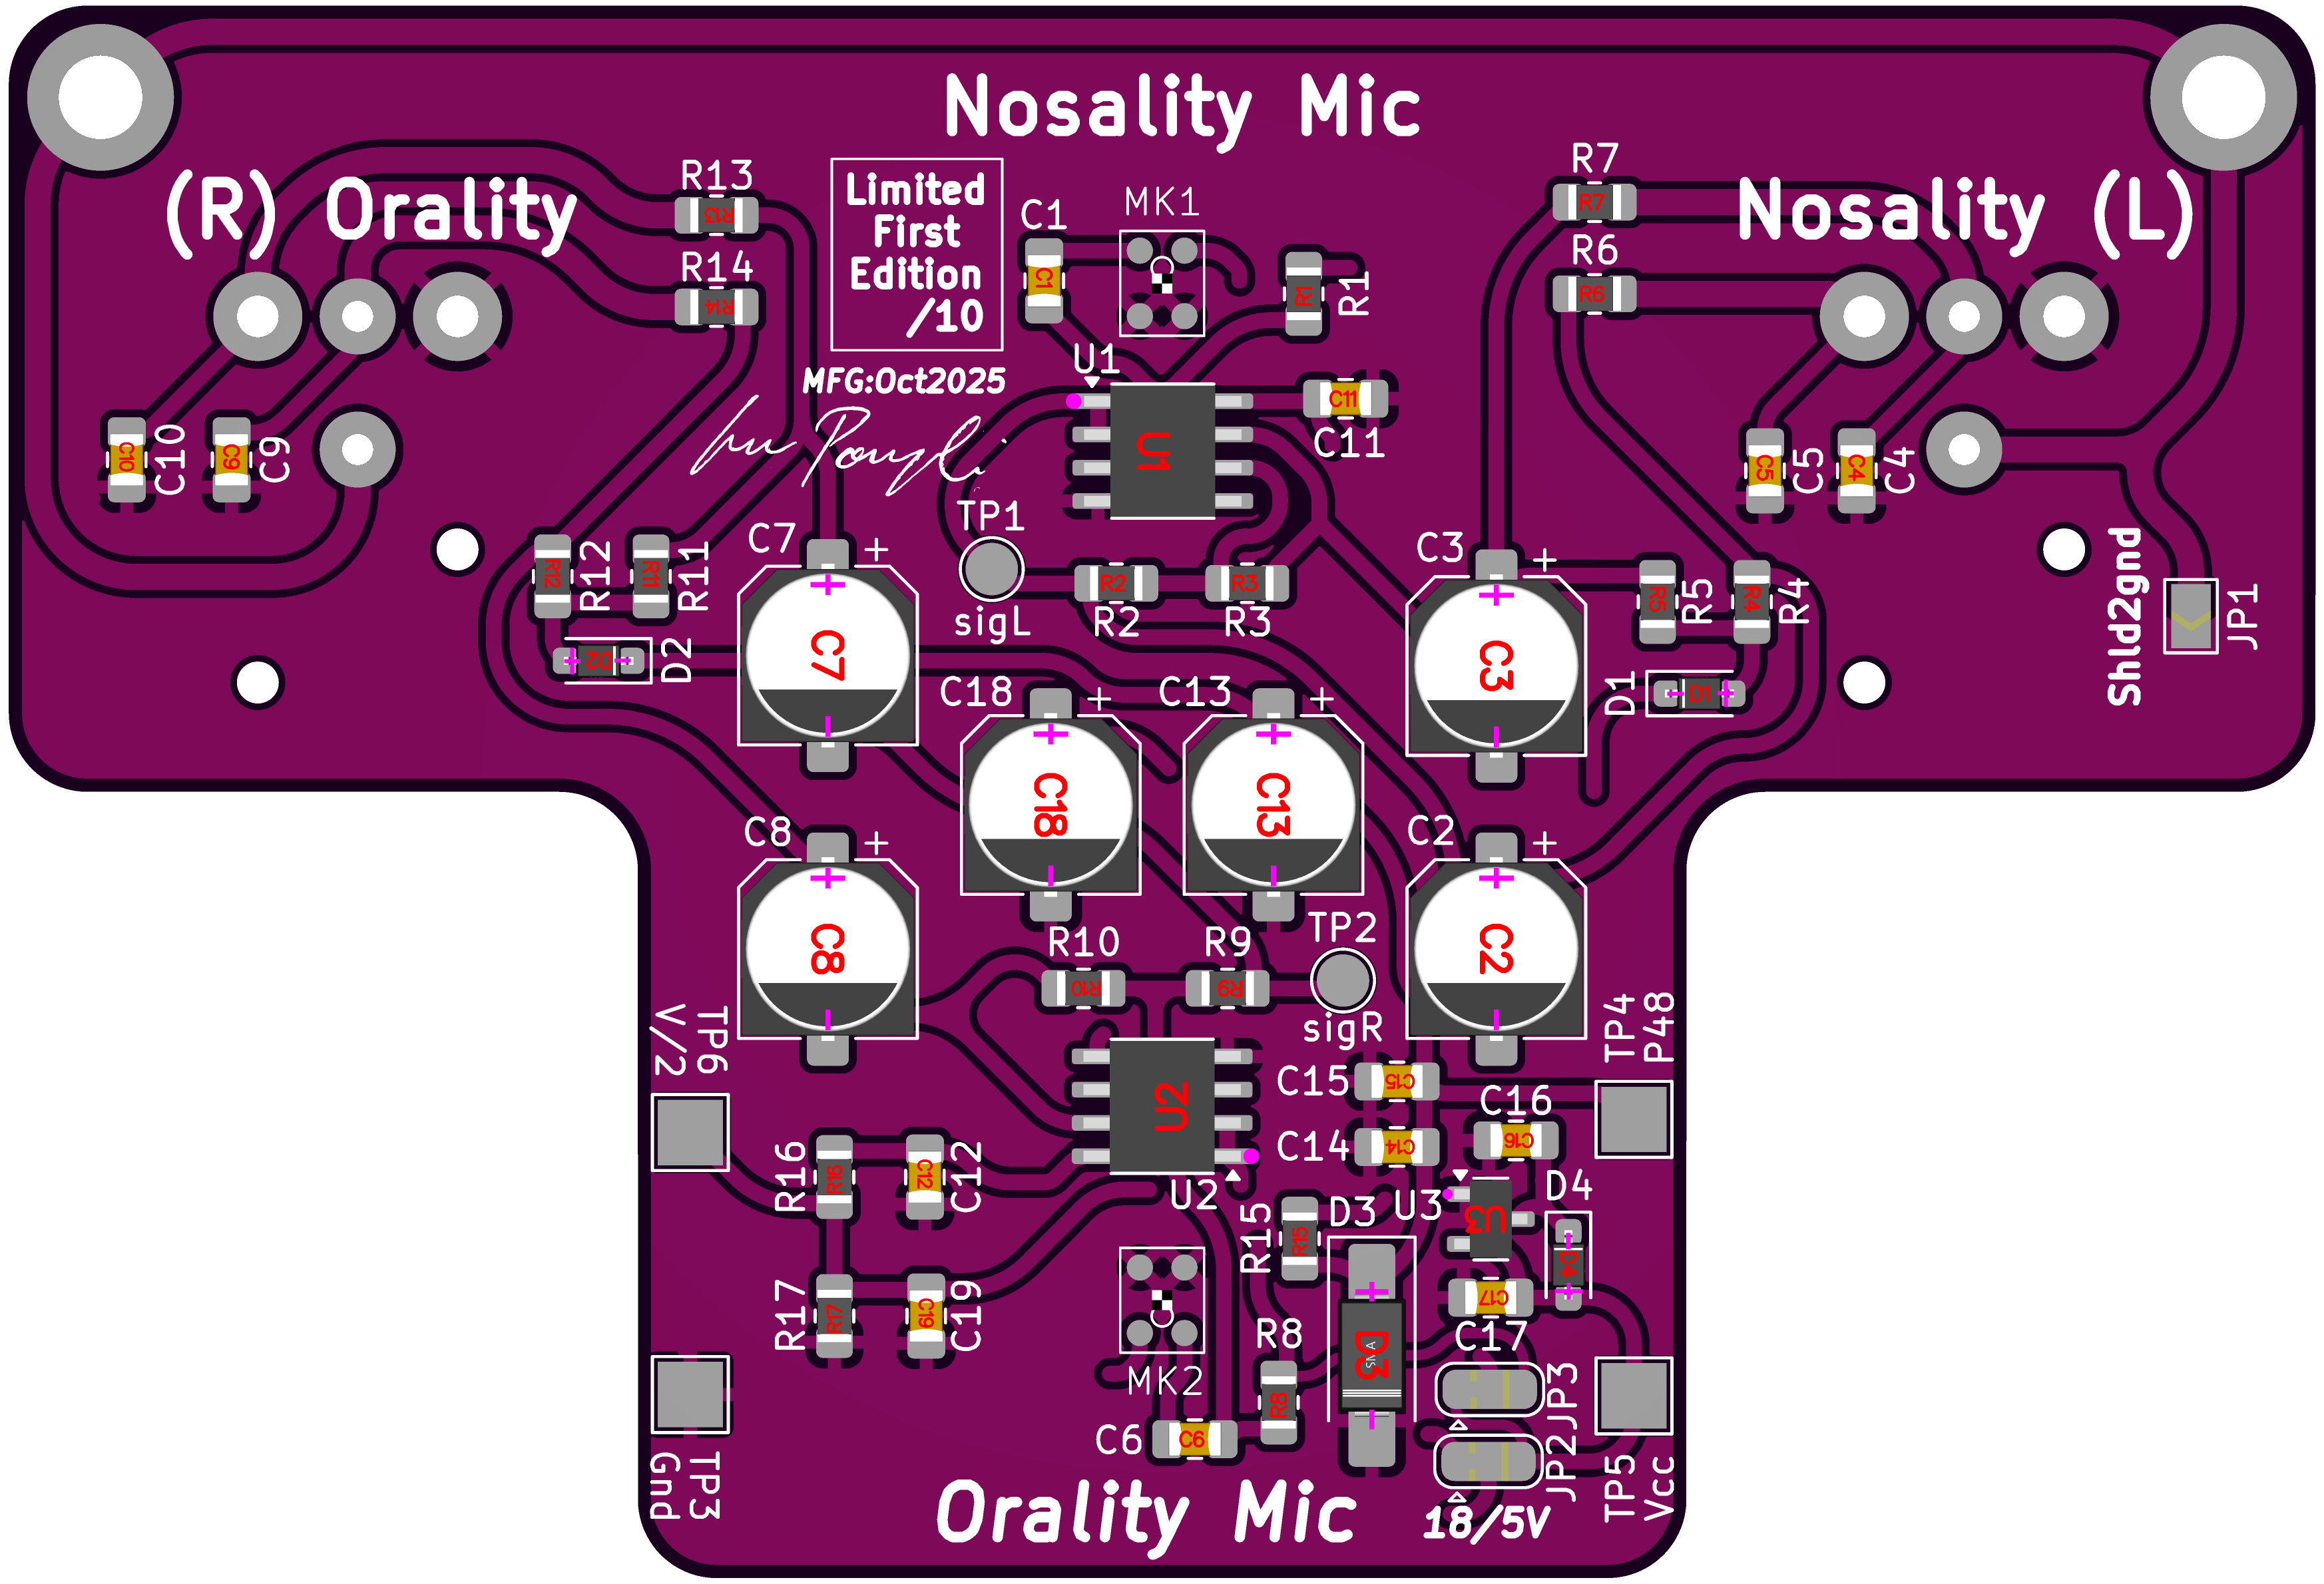 Nosality Mic
(R) Orality
Nosality (L)
Limited
First
Edition
/10
MFG:Oct2025
R13
R13
R14
R14
C1
C1
MK1
R1
R1
R7
R7
R6
R6
U1
U1
C11
C11
C10
C10
C9
C9
C5
C5
C4
C4
TP1
sigL
R2
R2
R3
R3
R12
R12
R11
R11
D2
D2
C7
C7
+
C3
C3
+
R5
R5
R4
R4
D1
D1
Shld2gnd
JP1
C18
C18
+
C13
C13
+
C8
C8
+
C2
C2
+
R10
R10
R9
R9
TP2
sigR
TP6
V/2
TP4
P48
U2
U2
C15
C15
C14
C14
C16
C16
R16
R16
C12
C12
R15
R15
D3
D3
SMA
U3
U3
D4
D4
R17
R17
C19
C19
MK2
R8
R8
C17
C17
JP3
JP2
C6
C6
TP3
Gnd
TP5
Vcc
18/5V
Orality Mic